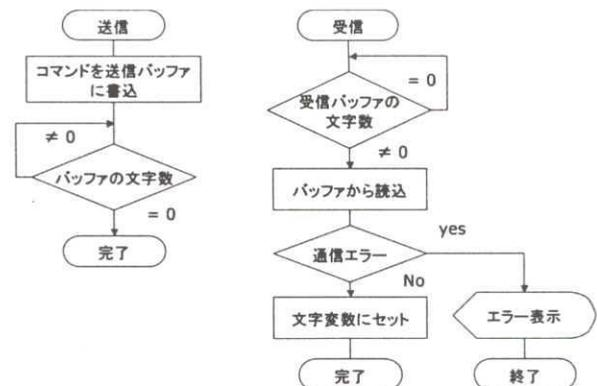 送信
コマンドを送信バッファ
に書込
≠ 0
バッファの文字数
= 0
完了
受信
= 0
受信バッファの
文字数
≠ 0
バッファから読込
通信エラー
yes
No
文字変数にセット
エラー表示
完了
終了